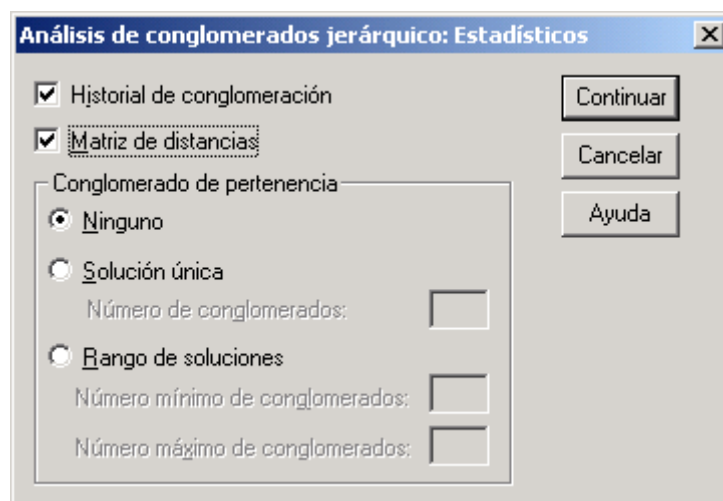 Análisis de conglomerados jerárquico: Estadísticos
Historial de conglomeración
Matriz de distancias
Conglomerado de pertenencia
Ninguno
Solución única
Número de conglomerados:
Rango de soluciones
Número mínimo de conglomerados:
Número máximo de conglomerados:
Continuar
Cancelar
Ayuda